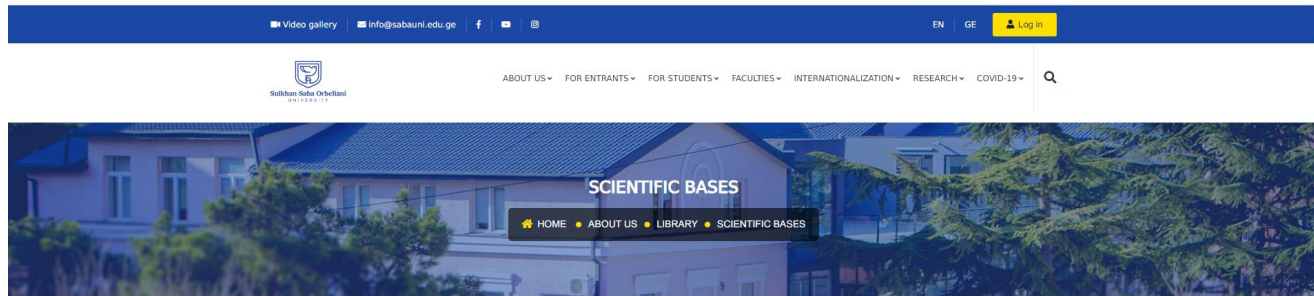 Video gallery info@sabauni.edu.ge EN GE Log in
Sulkhan-Saba Orbeliani
UNIVERSITY
ABOUT US FOR ENTRANTS FOR STUDENTS FACULTIES INTERNATIONALIZATION RESEARCH COVID-19
SCIENTIFIC BASES
HOME ABOUT US LIBRARY SCIENTIFIC BASES